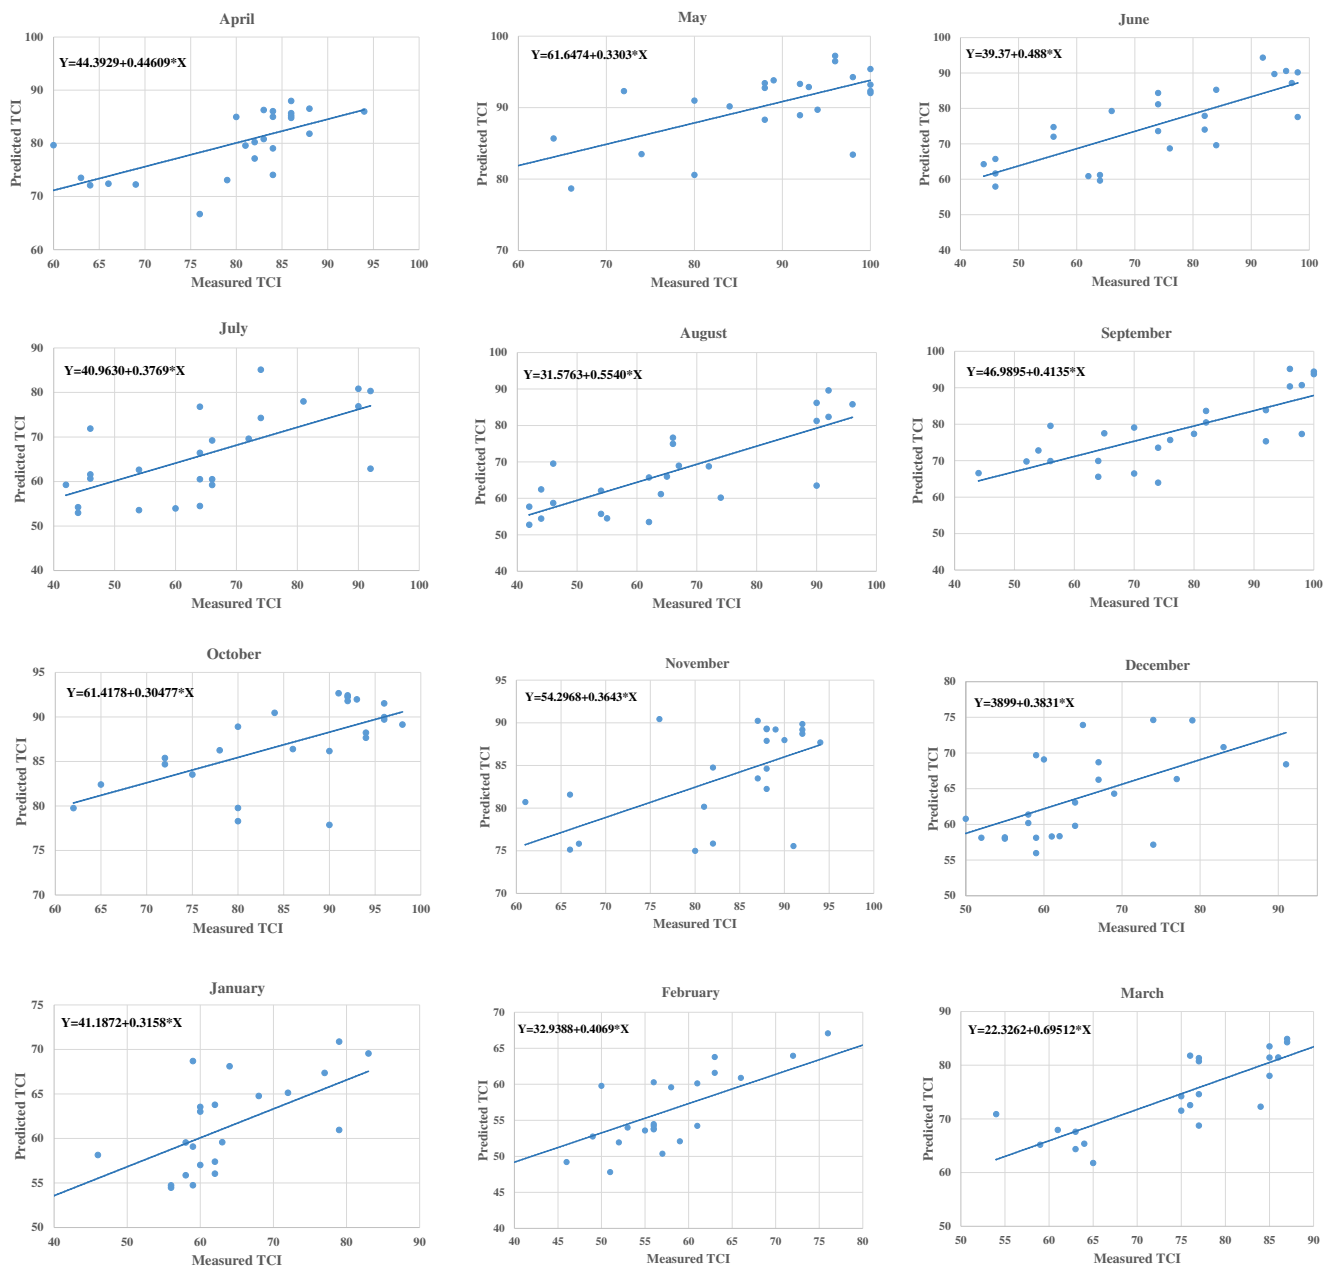 April
Y=44.3929+0.44609*X
Predicted TCI
100
90
80
70
60
60 65 70 75 80 85 90 95 100
Measured TCI
May
Y=61.6474+0.3303*X
Predicted TCI
100
90
80
70
60 70 80 90 100
Measured TCI
June
Y=39.37+0.488*X
Predicted TCI
100
90
80
70
60
50
40
40 50 60 70 80 90 100
Measured TCI
July
Y=40.9630+0.3769*X
Predicted TCI
90
80
70
60
50
40
40 50 60 70 80 90 100
Measured TCI
August
Y=31.5763+0.5540*X
Predicted TCI
100
90
80
70
60
50
40
40 50 60 70 80 90 100
Measured TCI
September
Y=46.9895+0.4135*X
Predicted TCI
100
90
80
70
60
50
40
40 50 60 70 80 90 100
Measured TCI
October
Y=61.4178+0.30477*X
Predicted TCI
95
90
85
80
75
70
60 65 70 75 80 85 90 95 100
Measured TCI
November
Y=54.2968+0.3643*X
Predicted TCI
95
90
85
80
75
70
60 65 70 75 80 85 90 95 100
Measured TCI
December
Y=3899+0.3831*X
Predicted TCI
80
75
70
65
60
55
50
50 60 70 80 90
Measured TCI
January
Y=41.1872+0.3158*X
Predicted TCI
75
70
65
60
55
50
40 50 60 70 80 90
Measured TCI
February
Y=32.9388+0.4069*X
Predicted TCI
70
65
60
55
50
45
40
40 45 50 55 60 65 70 75 80
Measured TCI
March
Y=22.3262+0.69512*X
Predicted TCI
90
80
70
60
50
50 55 60 65 70 75 80 85 90
Measured TCI